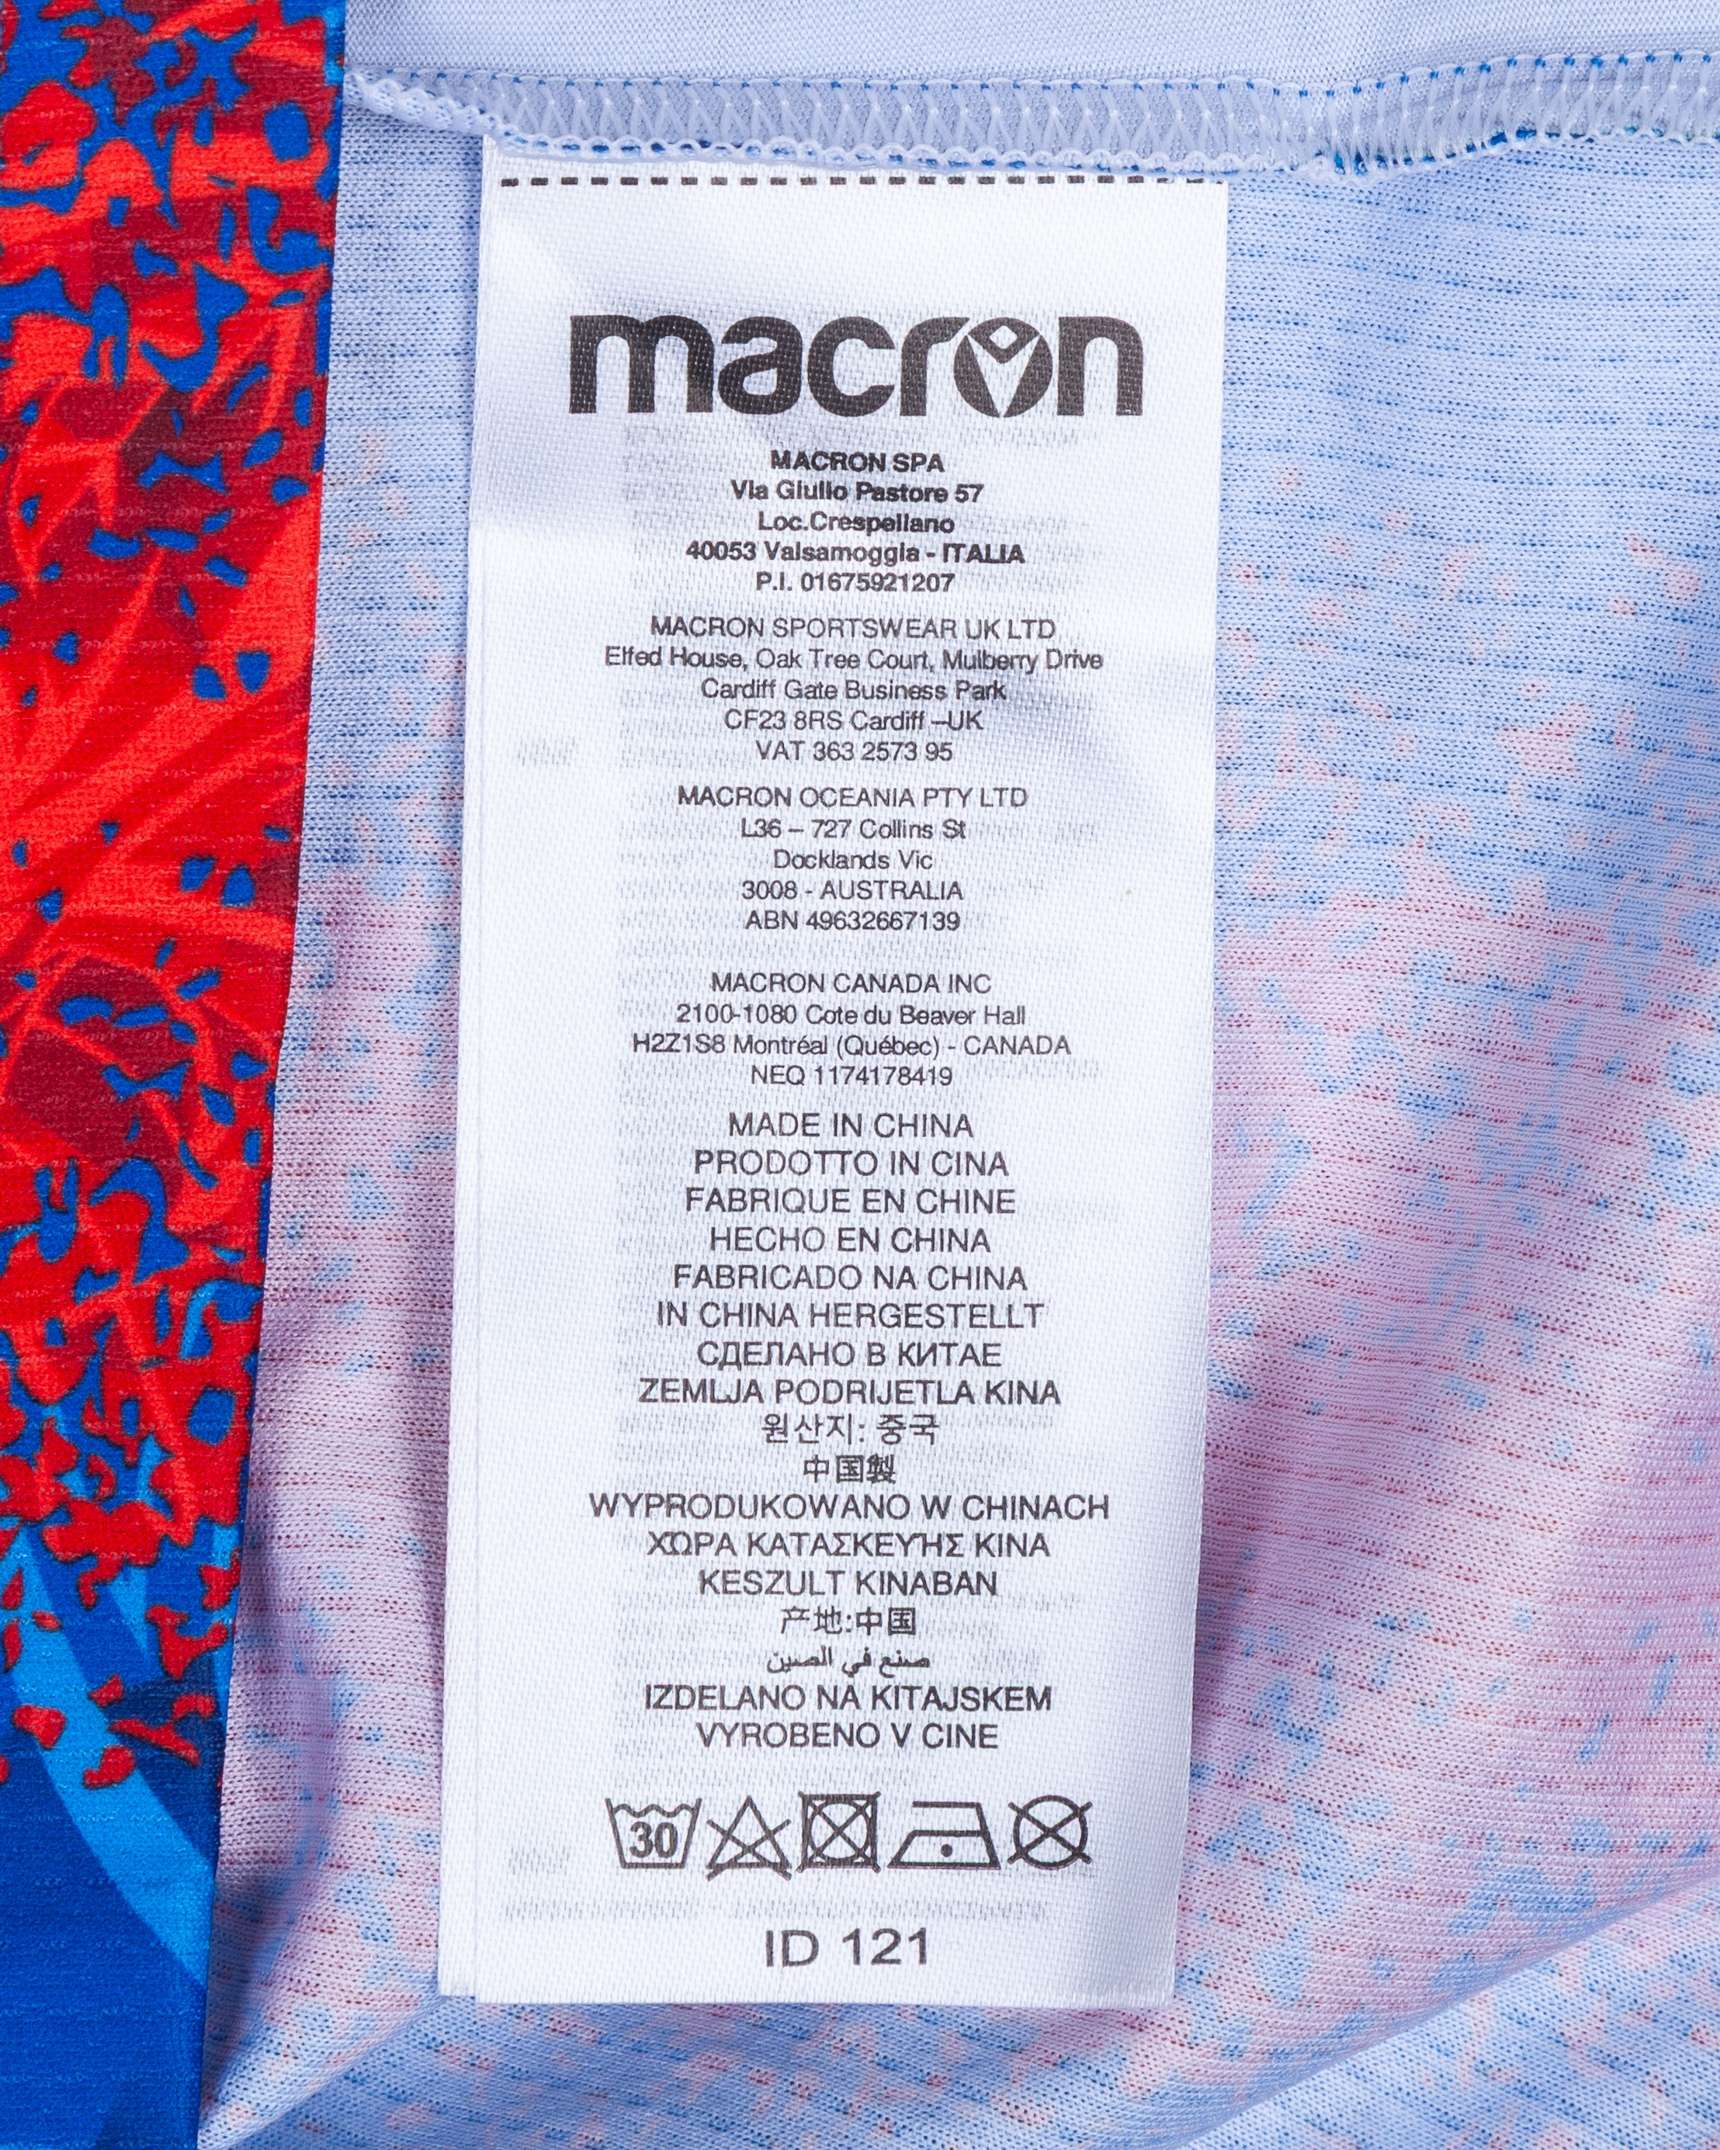 macron
MACRON SPA
Via Giulio Pastore 57
Loc.Crespellano
40053 Valsamoggia - ITALIA
P.I. 01675921207
MACRON SPORTSWEAR UK LTD
Elfed House, Oak Tree Court, Mulberry Drive
Cardiff Gate Business Park
CF23 8RS Cardiff –UK
VAT 363 2573 95
MACRON OCEANIA PTY LTD
L36 – 727 Collins St
Docklands Vic
3008 - AUSTRALIA
ABN 49632667139
MACRON CANADA INC
2100-1080 Cote du Beaver Hall
H2Z1S8 Montréal (Québec) - CANADA
NEQ 1174178419
MADE IN CHINA
PRODOTTO IN CINA
FABRIQUE EN CHINE
HECHO EN CHINA
FABRICADO NA CHINA
IN CHINA HERGESTELLT
СДЕЛАНО В КИТАЕ
ZEMLJA PODRIJETLA KINA
원산지: 중국
中国製
WYPRODUKOWANO W CHINACH
ΧΩΡΑ ΚΑΤΑΣΚΕΥΉΣ ΚΙΝΑ
KESZULT KINABAN
产地:中国
صنع في الصين
IZDELANO NA KITAJSKEM
VYROBENO V CINE
30
ID 121